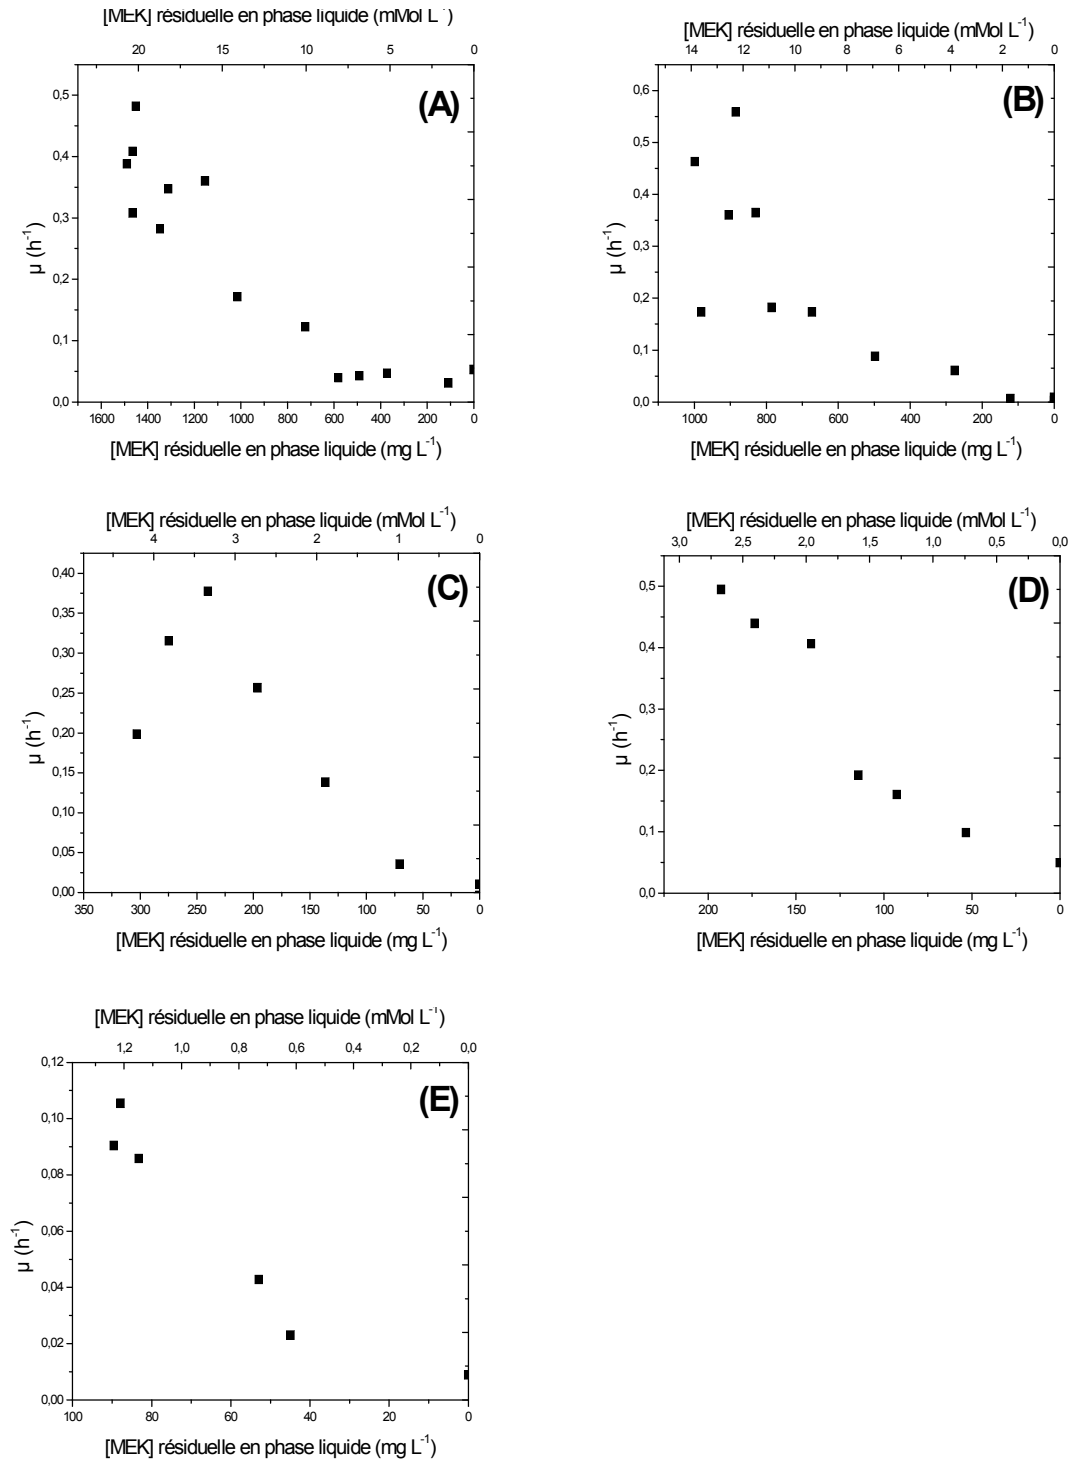 [MEK] résiduelle en phase liquide (mMol L⁻¹)
20 15 10 5 0
(A)
0,5
0,4
0,3
0,2
0,1
0,0
µ (h⁻¹)
1600 1400 1200 1000 800 600 400 200 0
[MEK] résiduelle en phase liquide (mg L⁻¹)
[MEK] résiduelle en phase liquide (mMol L⁻¹)
14 12 10 8 6 4 2 0
(B)
0,6
0,5
0,4
0,3
0,2
0,1
0,0
µ (h⁻¹)
1000 800 600 400 200 0
[MEK] résiduelle en phase liquide (mg L⁻¹)
[MEK] résiduelle en phase liquide (mMol L⁻¹)
4 3 2 1 0
(C)
0,40
0,35
0,30
0,25
0,20
0,15
0,10
0,05
0,00
µ (h⁻¹)
350 300 250 200 150 100 50 0
[MEK] résiduelle en phase liquide (mg L⁻¹)
[MEK] résiduelle en phase liquide (mMol L⁻¹)
3,0 2,5 2,0 1,5 1,0 0,5 0,0
(D)
0,5
0,4
0,3
0,2
0,1
0,0
µ (h⁻¹)
200 150 100 50 0
[MEK] résiduelle en phase liquide (mg L⁻¹)
[MEK] résiduelle en phase liquide (mMol L⁻¹)
1,2 1,0 0,8 0,6 0,4 0,2 0,0
(E)
0,12
0,10
0,08
0,06
0,04
0,02
0,00
µ (h⁻¹)
100 80 60 40 20 0
[MEK] résiduelle en phase liquide (mg L⁻¹)